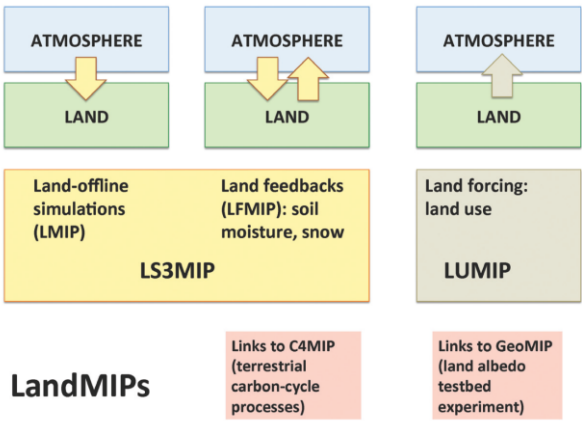 ATMOSPHERE
LAND
ATMOSPHERE
LAND
ATMOSPHERE
LAND
Land-offline
simulations
(LMIP)
Land feedbacks
(LFMIP): soil
moisture, snow
LS3MIP
Land forcing:
land use
LUMIP
LandMIPs
Links to C4MIP
(terrestrial
carbon-cycle
processes)
Links to GeoMIP
(land albedo
testbed
experiment)